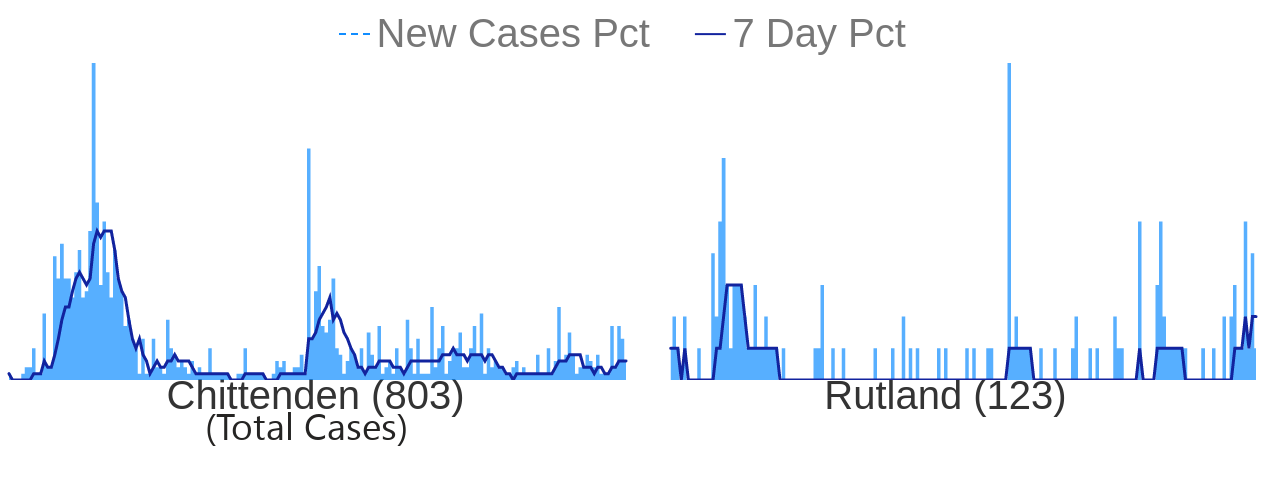 New Cases Pct 7 Day Pct
Chittenden (803)
(Total Cases)
Rutland (123)